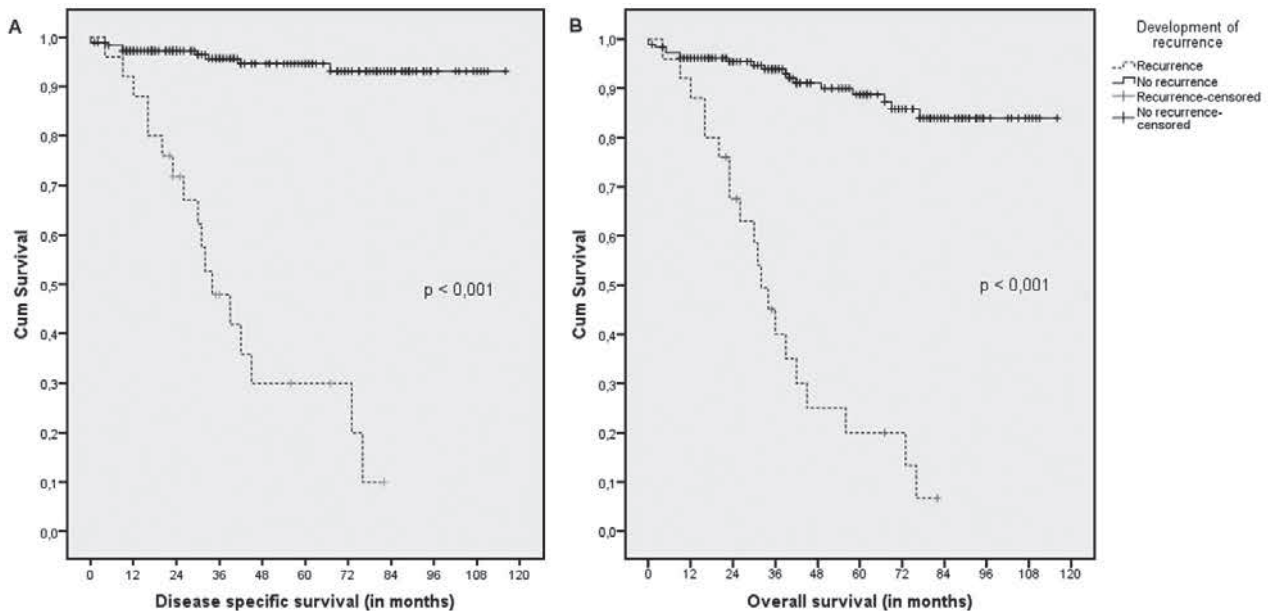 A
1,0
0,9
0,8
0,7
0,6
0,5
0,4
0,3
0,2
0,1
0,0
Cum Survival
p < 0,001
0 12 24 36 48 60 72 84 96 108 120
Disease specific survival (in months)
B
1,0
0,9
0,8
0,7
0,6
0,5
0,4
0,3
0,2
0,1
0,0
Cum Survival
p < 0,001
0 12 24 36 48 60 72 84 96 108 120
Overall survival (in months)
Development of
recurrence
Recurrence
No recurrence
Recurrence-censored
No recurrence-
censored